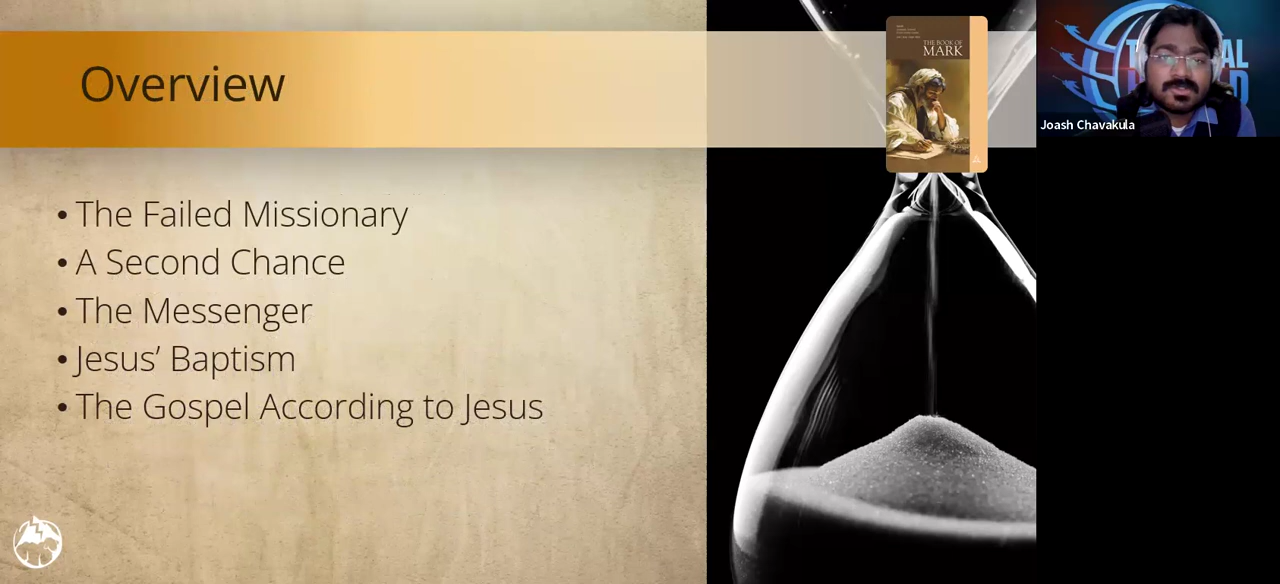 Overview
• The Failed Missionary
• A Second Chance
• The Messenger
• Jesus’ Baptism
• The Gospel According to Jesus
THE BOOK OF
MARK
Joash Chavakula